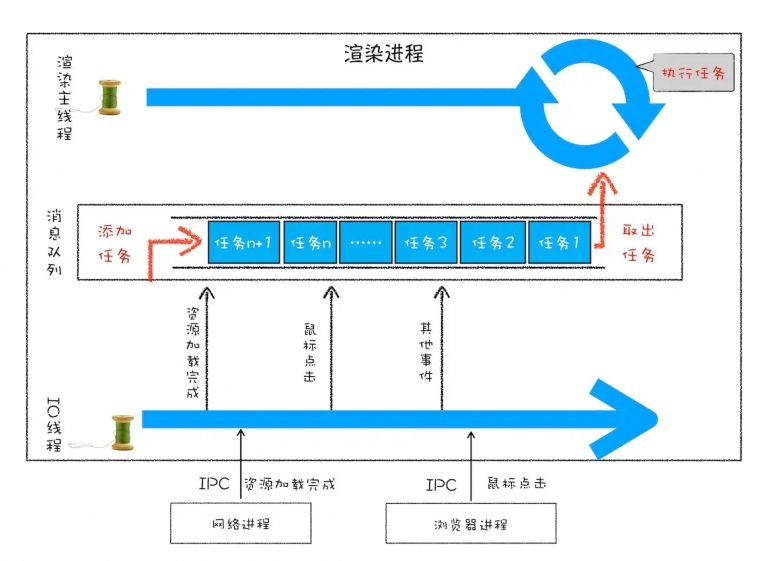 渲染进程
渲染主线程
执行任务
消息队列
添加
任务
任务n+1
任务n
……
任务3
任务2
任务1
取出
任务
资源加载完成
鼠标点击
其他事件
IO线程
IPC 资源加载完成
IPC 鼠标点击
网络进程
浏览器进程